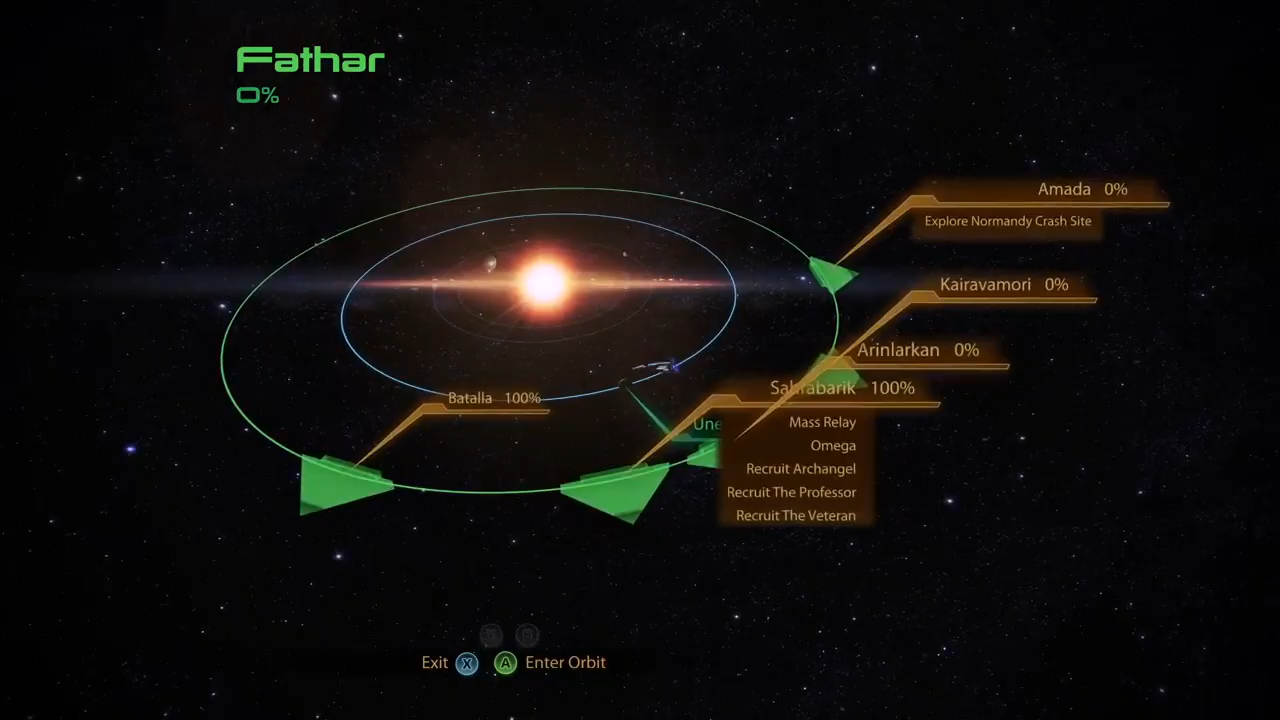 Fathar
0%
Amada 0%
Explore Normandy Crash Site
Kairavamori 0%
Arinlarkan 0%
Sahrabarik 100%
Batalla 100%
Mass Relay
Omega
Recruit Archangel
Recruit The Professor
Recruit The Veteran
Exit X A Enter Orbit